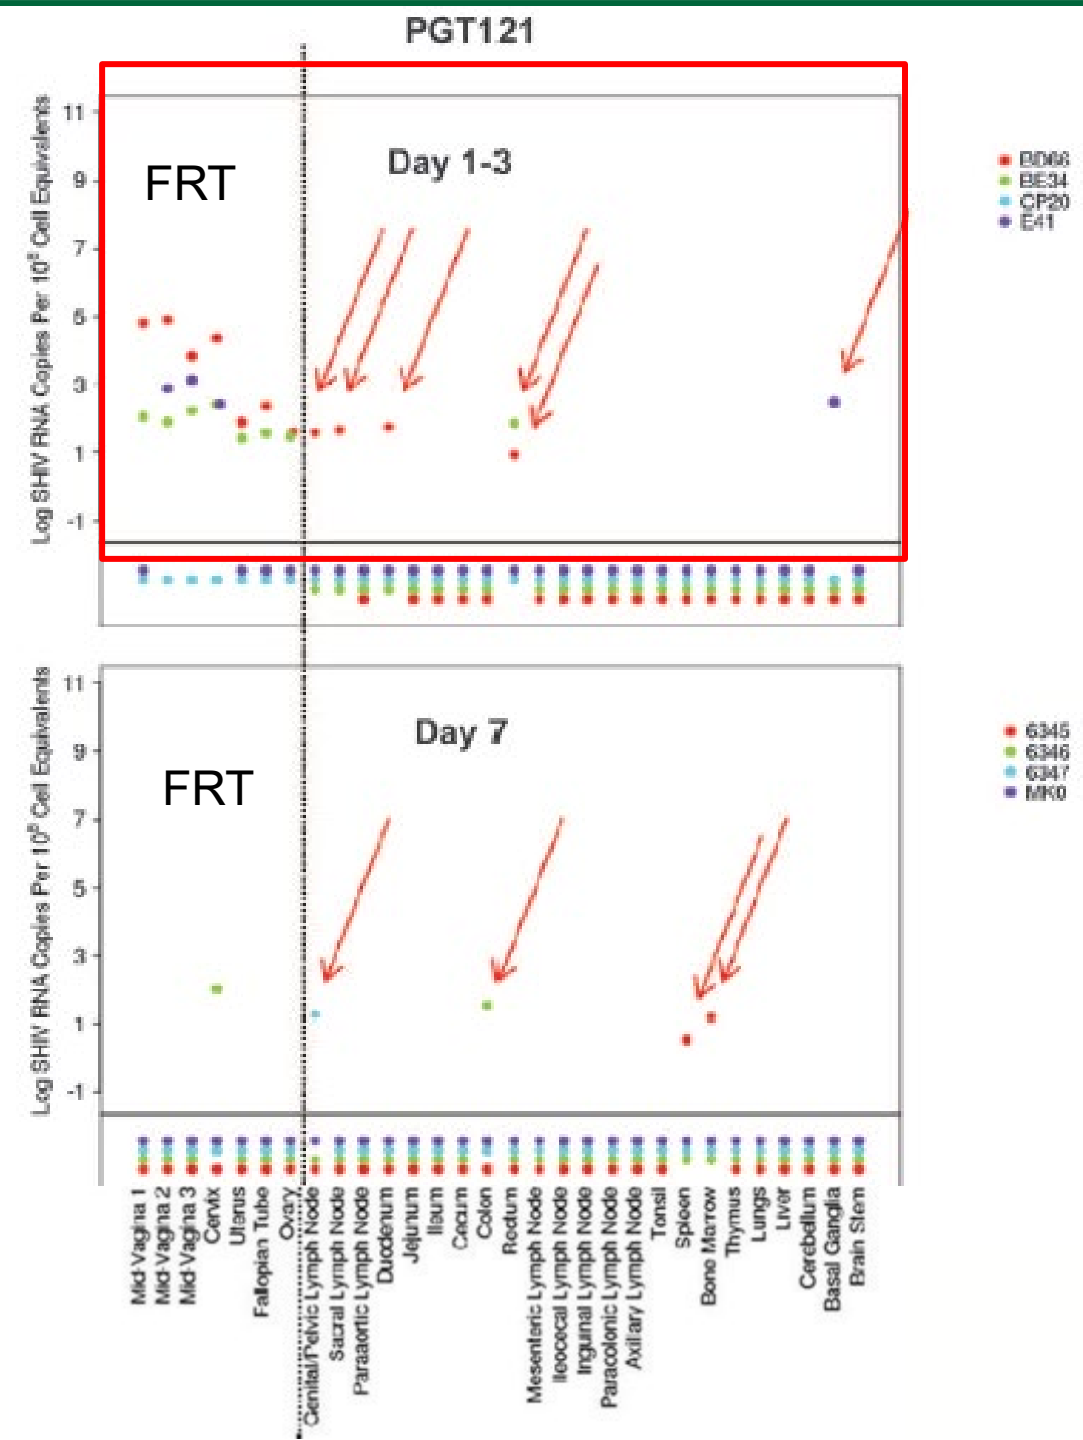 PGT121
Log SHIV RNA Copies Per 10⁸ Cell Equivalents
11
9
7
5
3
1
-1
FRT
Day 1-3
BD66
BE34
CP20
E41
Log SHIV RNA Copies Per 10⁸ Cell Equivalents
11
9
7
5
3
1
-1
FRT
Day 7
6345
6346
6347
MK0
Mid-Vagina 1
Mid-Vagina 2
Mid-Vagina 3
Cervix
Uterus
Fallopian Tube
Ovary
Genital/Pelvic Lymph Node
Sacral Lymph Node
Paraaortic Lymph Node
Duodenum
Jejunum
Ileum
Cecum
Colon
Rectum
Mesenteric Lymph Node
Ileocecal Lymph Node
Inguinal Lymph Node
Paracolonic Lymph Node
Axillary Lymph Node
Tonsil
Spleen
Bone Marrow
Thymus
Lungs
Liver
Cerebellum
Basal Ganglia
Brain Stem